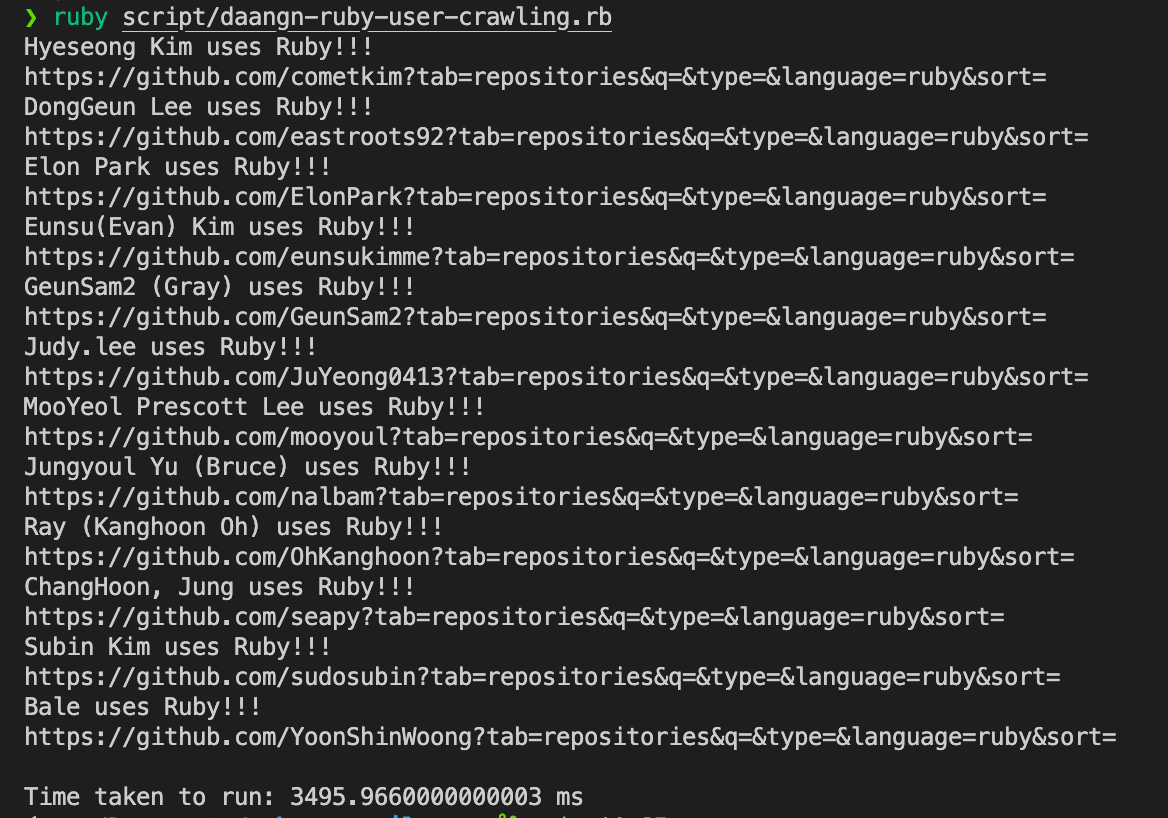 ❯ ruby script/daangn-ruby-user-crawling.rb
Hyeseong Kim uses Ruby!!!
https://github.com/cometkim?tab=repositories&q=&type=&language=ruby&sort=
DongGeun Lee uses Ruby!!!
https://github.com/eastroots92?tab=repositories&q=&type=&language=ruby&sort=
Elon Park uses Ruby!!!
https://github.com/ElonPark?tab=repositories&q=&type=&language=ruby&sort=
Eunsu(Evan) Kim uses Ruby!!!
https://github.com/eunsukimme?tab=repositories&q=&type=&language=ruby&sort=
GeunSam2 (Gray) uses Ruby!!!
https://github.com/GeunSam2?tab=repositories&q=&type=&language=ruby&sort=
Judy.lee uses Ruby!!!
https://github.com/JuYeong0413?tab=repositories&q=&type=&language=ruby&sort=
MooYeol Prescott Lee uses Ruby!!!
https://github.com/mooyoul?tab=repositories&q=&type=&language=ruby&sort=
Jungyoul Yu (Bruce) uses Ruby!!!
https://github.com/nalbam?tab=repositories&q=&type=&language=ruby&sort=
Ray (Kanghoon Oh) uses Ruby!!!
https://github.com/OhKanghoon?tab=repositories&q=&type=&language=ruby&sort=
ChangHoon, Jung uses Ruby!!!
https://github.com/seapy?tab=repositories&q=&type=&language=ruby&sort=
Subin Kim uses Ruby!!!
https://github.com/sudosubin?tab=repositories&q=&type=&language=ruby&sort=
Bale uses Ruby!!!
https://github.com/YoonShinWoong?tab=repositories&q=&type=&language=ruby&sort=
Time taken to run: 3495.9660000000003 ms